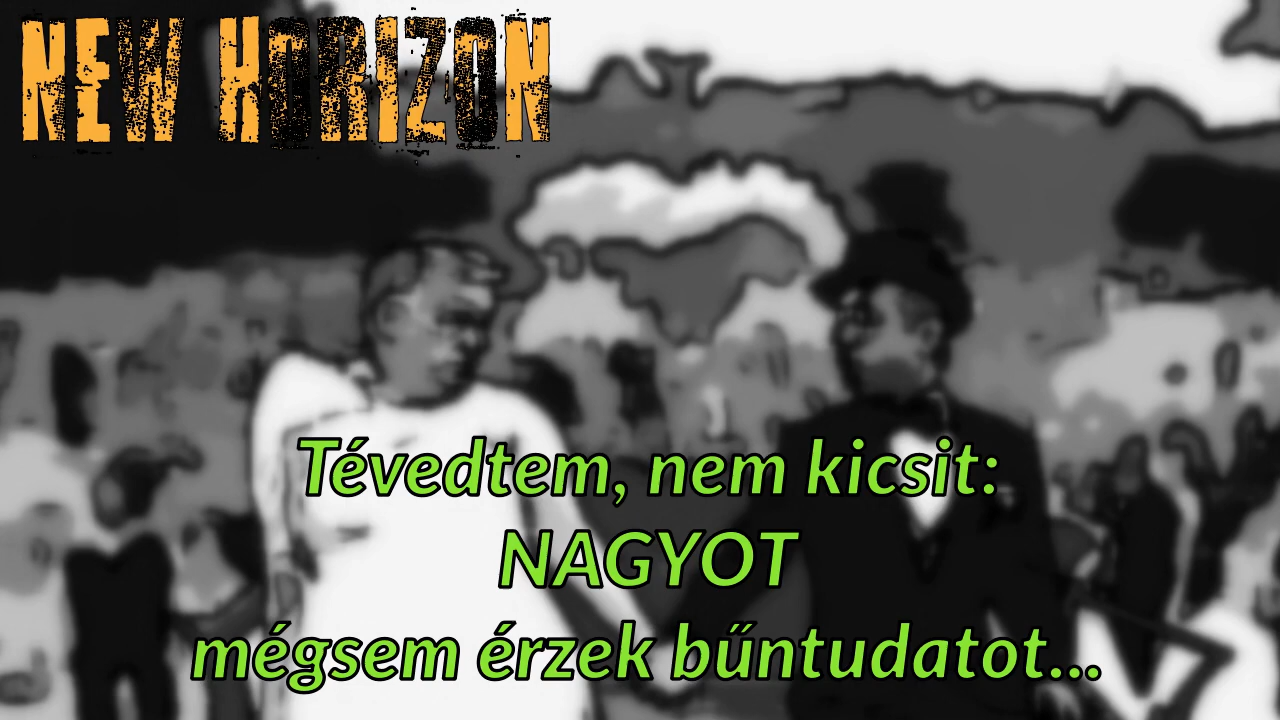 NEW HORIZON
Tévedtem, nem kicsit:
NAGYOT
mégsem érzek bűntudatot...